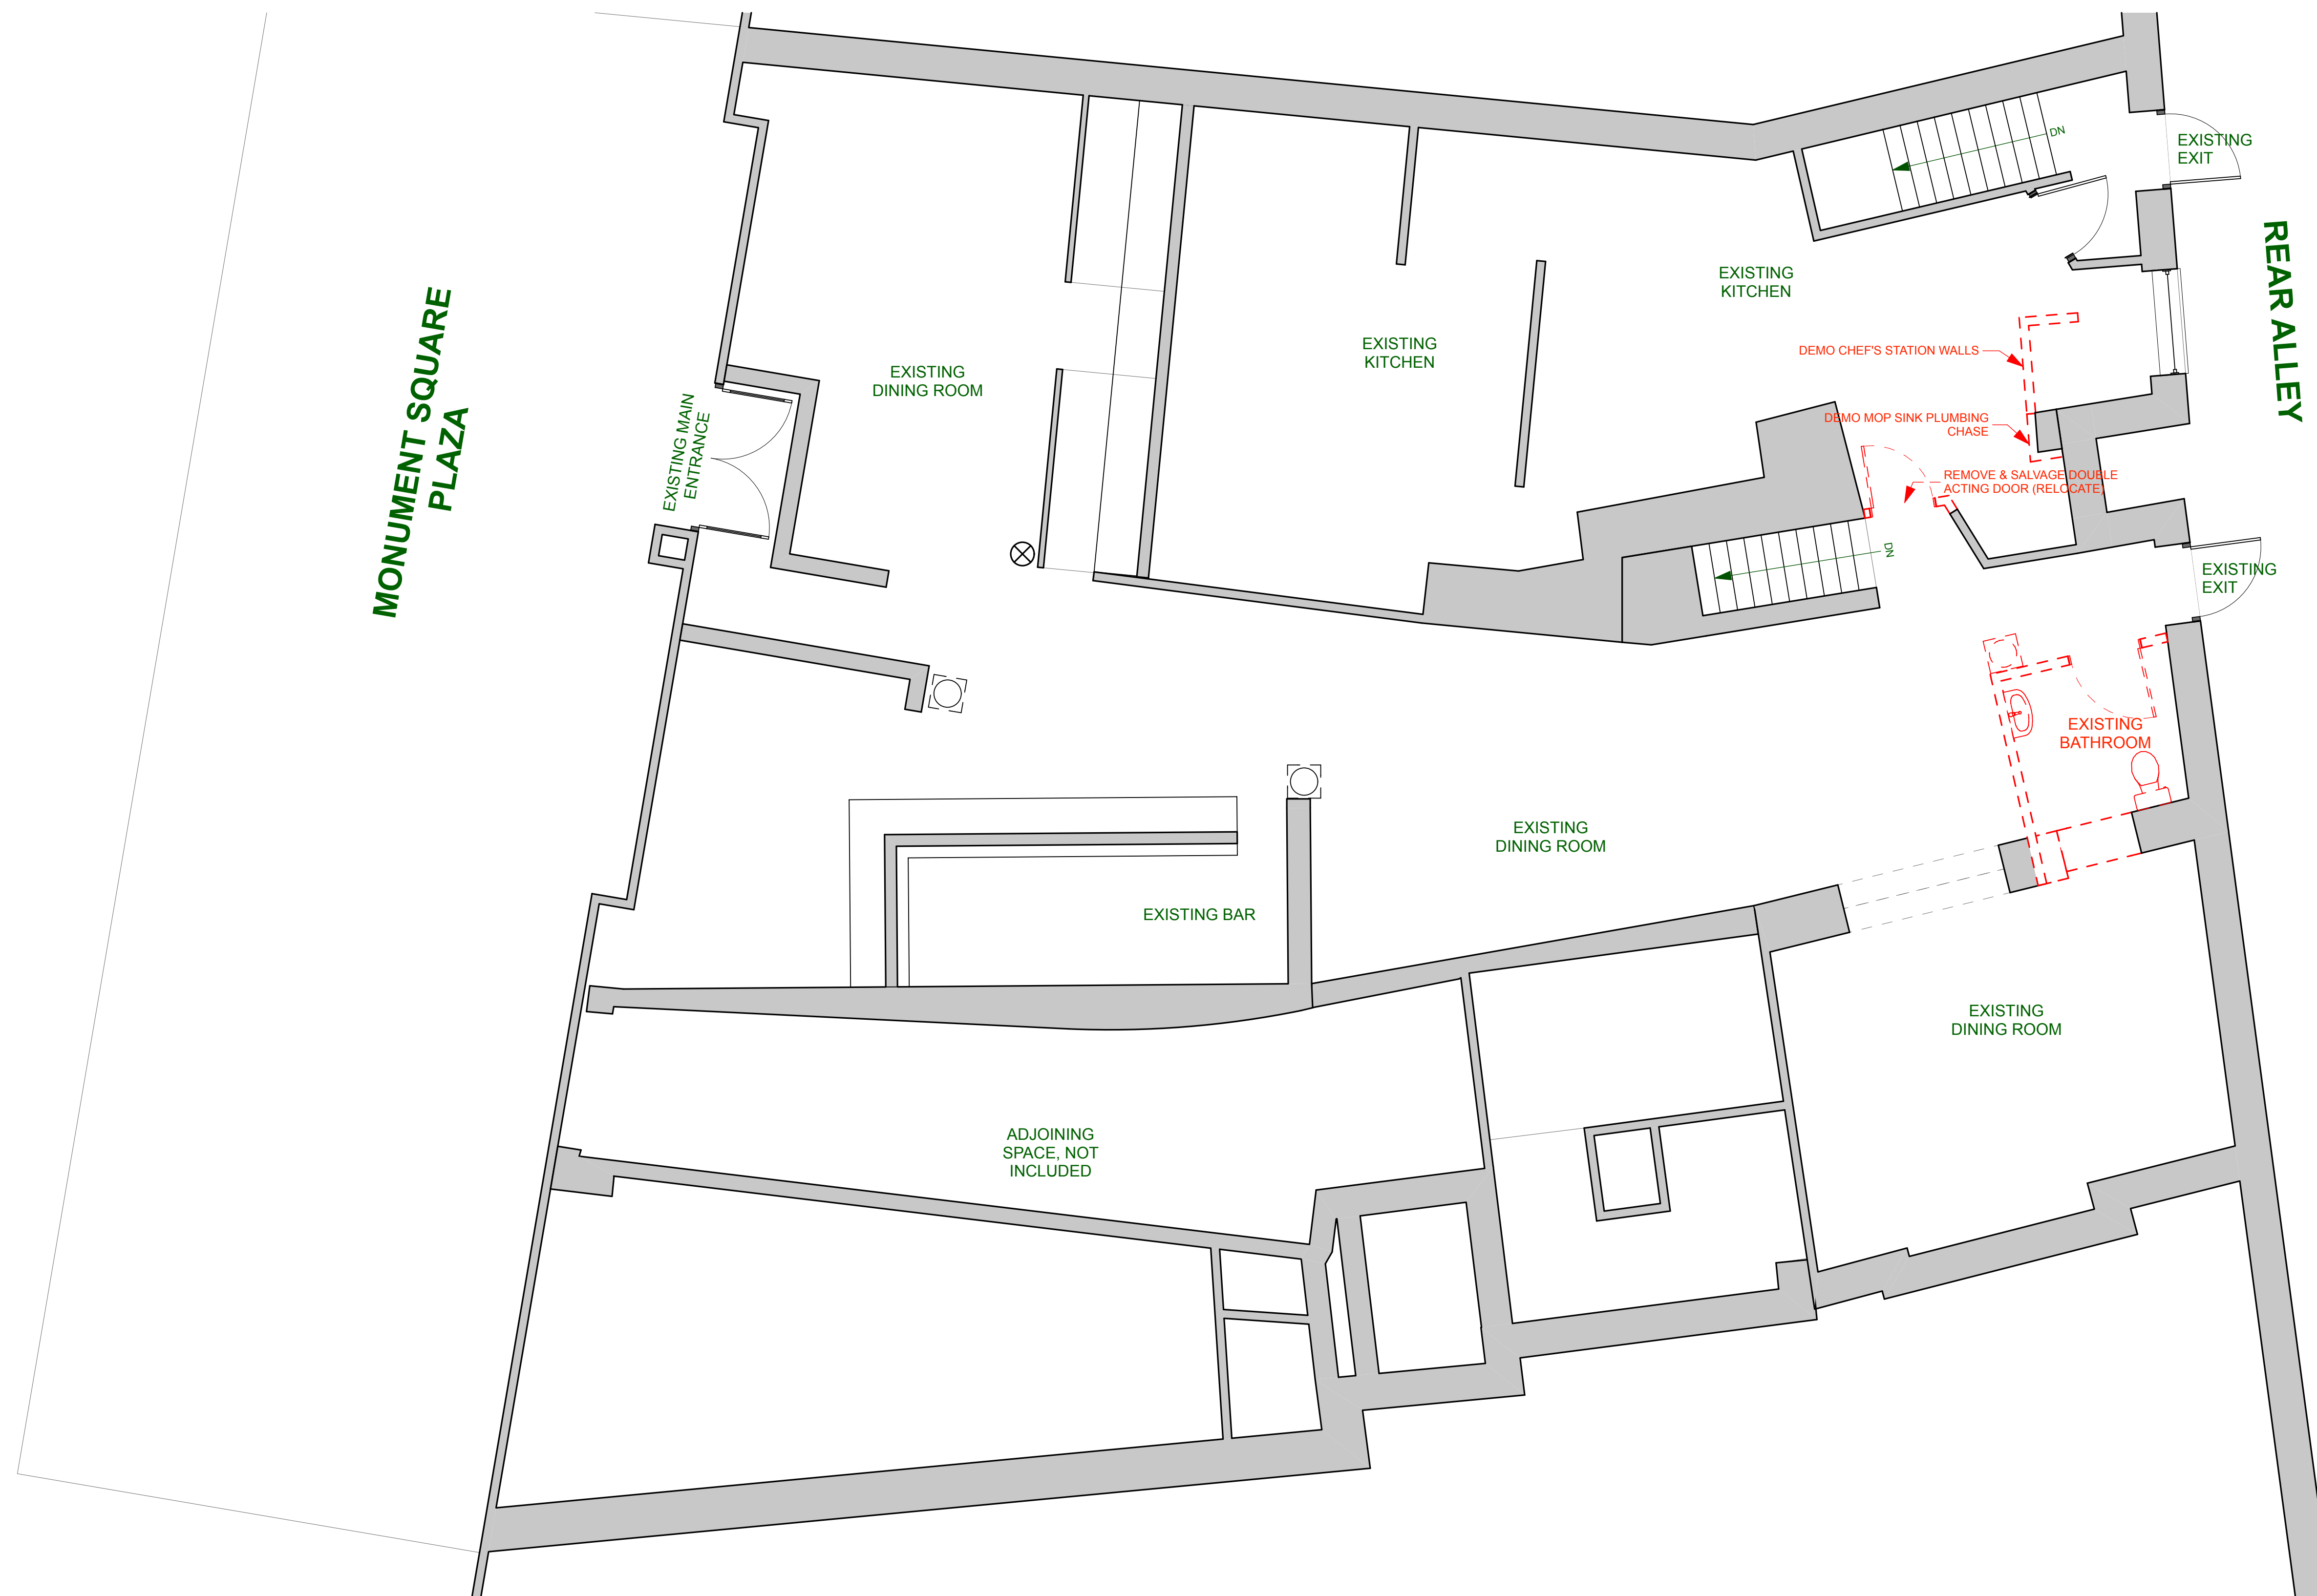 MONUMENT SQUARE
PLAZA
EXISTING MAIN
ENTRANCE
EXISTING
DINING ROOM
EXISTING
KITCHEN
EXISTING
KITCHEN
DN
EXISTING
EXIT
REAR ALLEY
DEMO CHEF'S STATION WALLS
DEMO MOP SINK PLUMBING
CHASE
REMOVE & SALVAGE DOUBLE
ACTING DOOR (RELOCATE)
DN
EXISTING
EXIT
EXISTING
BATHROOM
EXISTING
DINING ROOM
EXISTING BAR
EXISTING
DINING ROOM
ADJOINING
SPACE, NOT
INCLUDED